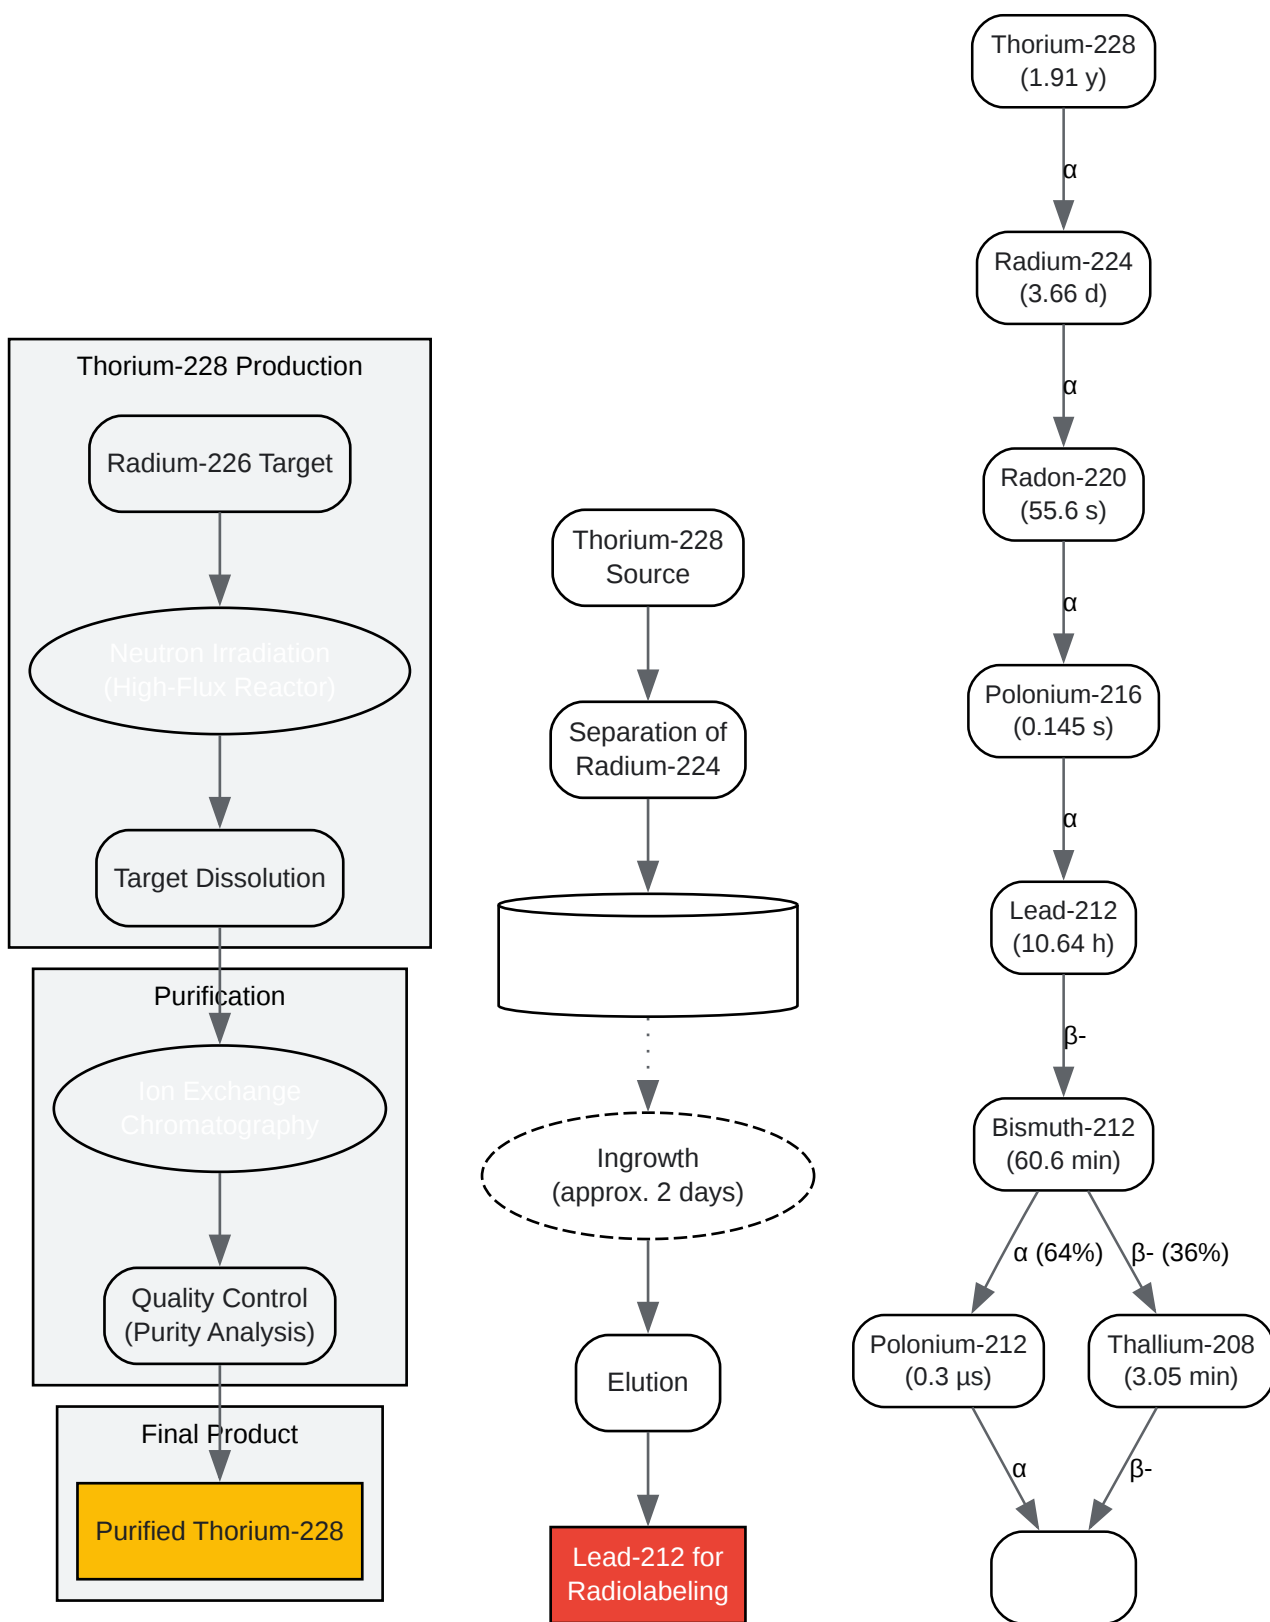 Thorium-228 Production
Radium-226 Target
Neutron Irradiation
(High-Flux Reactor)
Target Dissolution
Purification
Ion Exchange
Chromatography
Quality Control
(Purity Analysis)
Final Product
Purified Thorium-228
Thorium-228
Source
Separation of
Radium-224
Ingrowth
(approx. 2 days)
Elution
Lead-212 for
Radiolabeling
Thorium-228
(1.91 y)
α
Radium-224
(3.66 d)
α
Radon-220
(55.6 s)
α
Polonium-216
(0.145 s)
α
Lead-212
(10.64 h)
β-
Bismuth-212
(60.6 min)
α (64%)
β- (36%)
Polonium-212
(0.3 µs)
Thallium-208
(3.05 min)
α
β-